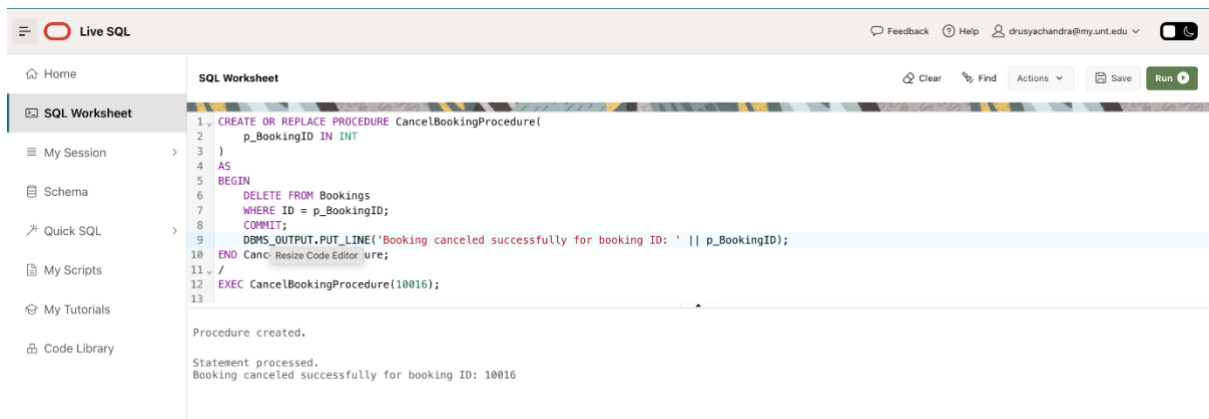 Live SQL
Feedback Help drusyachandra@my.unt.edu
Home
SQL Worksheet
Clear Find Actions Save Run
SQL Worksheet
My Session
Schema
Quick SQL
My Scripts
My Tutorials
Code Library
1 CREATE OR REPLACE PROCEDURE CancelBookingProcedure(
2 p_BookingID IN INT
3 )
4 AS
5 BEGIN
6 DELETE FROM Bookings
7 WHERE ID = p_BookingID;
8 COMMIT;
9 DBMS_OUTPUT.PUT_LINE('Booking canceled successfully for booking ID: ' || p_BookingID);
10 END Canc Resize Code Editor ure;
11 /
12 EXEC CancelBookingProcedure(10016);
13
Procedure created.
Statement processed.
Booking canceled successfully for booking ID: 10016